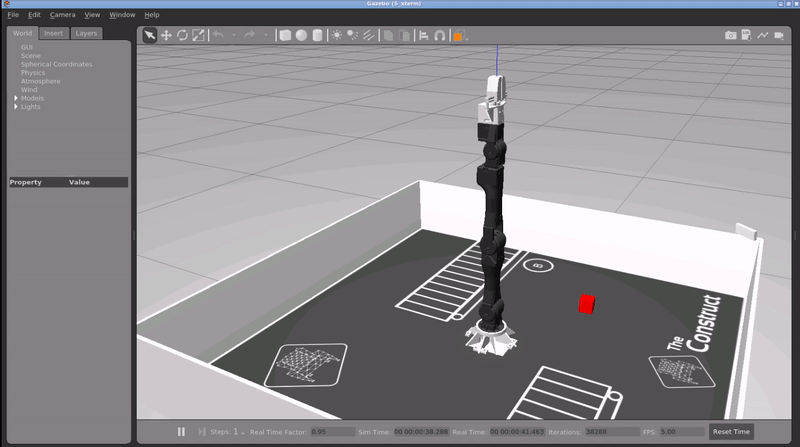 Gazebo (S_xterm)
File Edit Camera View Window Help
World Insert Layers
GUI
Scene
Spherical Coordinates
Physics
Atmosphere
Wind
Models
Lights
Property Value
B
The
Construct
Steps: 1 Real Time Factor: 0.95 Sim Time: 00:00:00:38.288 Real Time: 00:00:00:41.463 Iterations: 38288 FPS: 5.00 Reset Time